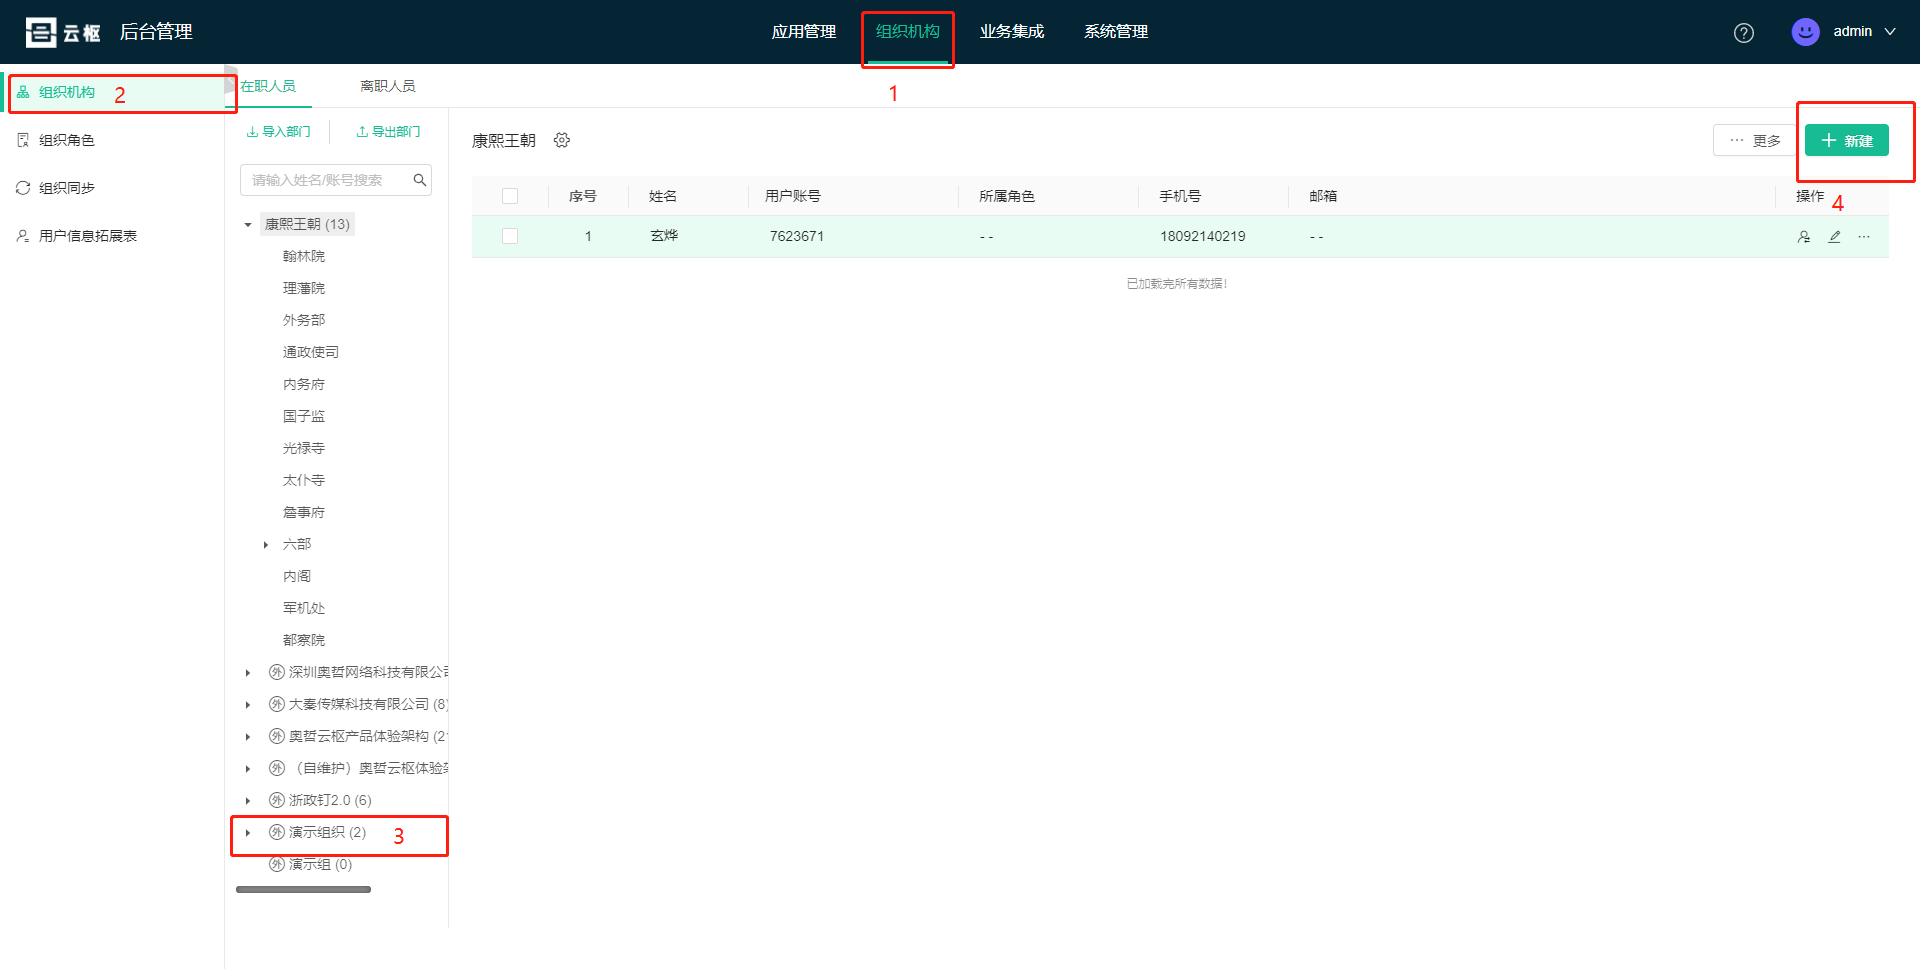 云枢 后台管理 应用管理 组织机构 业务集成 系统管理 admin
1
组织机构 2
组织角色
组织同步
用户信息拓展表
在职人员 离职人员
导入部门 导出部门
请输入姓名/账号搜索
康熙王朝 (13)
翰林院
理藩院
外务部
通政使司
内务府
国子监
光禄寺
太仆寺
詹事府
六部
内阁
军机处
都察院
外 深圳奥哲网络科技有限公司
外 大秦传媒科技有限公司 (8)
外 奥哲云枢产品体验架构 (2
外 （自维护）奥哲云枢体验
外 浙政钉2.0 (6)
外 演示组织 (2) 3
外 演示组 (0)
康熙王朝 ··· 更多 新建
序号 姓名 用户账号 所属角色 手机号 邮箱 操作 4
1 玄烨 7623671 - - 18092140219 - - ···
已加载完所有数据!